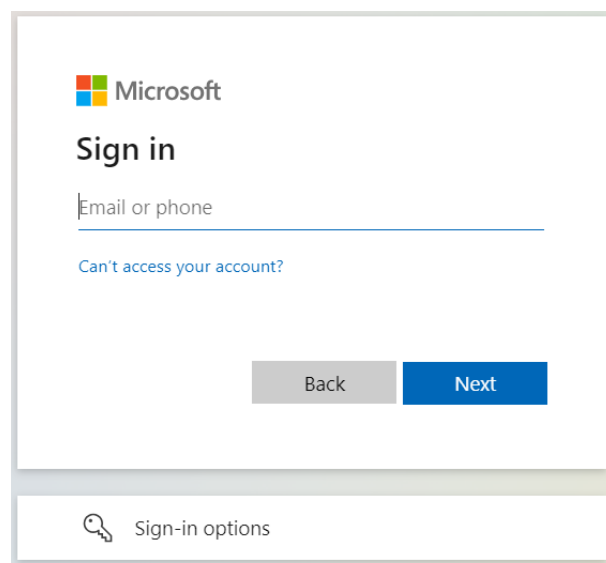 Microsoft
Sign in
Email or phone
Can't access your account?
Back Next
Sign-in options